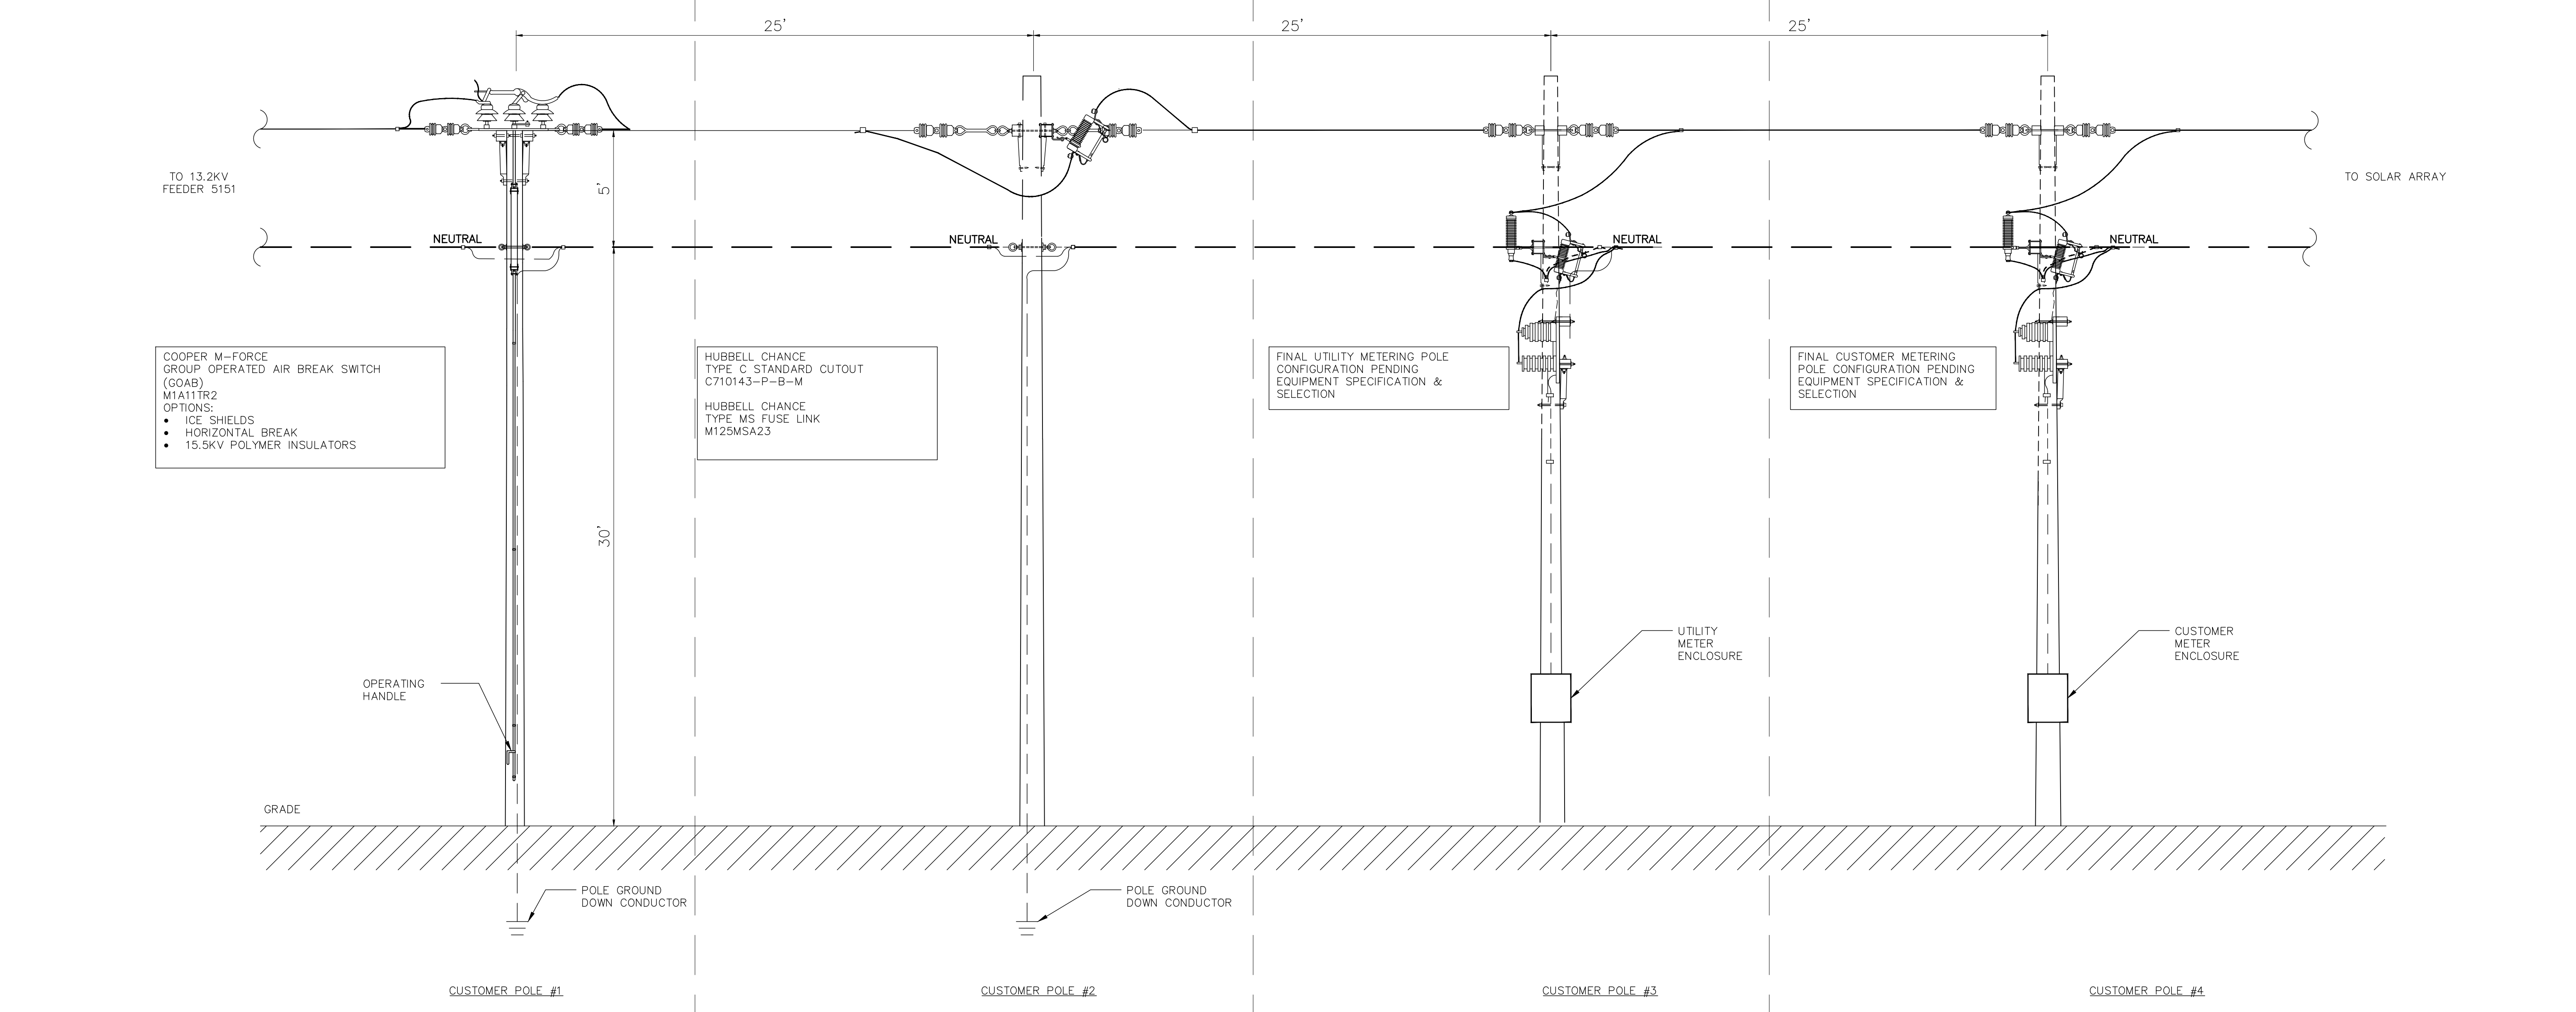 25'
25'
25'
TO 13.2KV
FEEDER 5151
5'
TO SOLAR ARRAY
NEUTRAL
NEUTRAL
NEUTRAL
NEUTRAL
COOPER M-FORCE
GROUP OPERATED AIR BREAK SWITCH
(GOAB)
M1A11TR2
OPTIONS:
• ICE SHIELDS
• HORIZONTAL BREAK
• 15.5KV POLYMER INSULATORS
HUBBELL CHANCE
TYPE C STANDARD CUTOUT
C710143-P-B-M
HUBBELL CHANCE
TYPE MS FUSE LINK
M125MSA23
FINAL UTILITY METERING POLE
CONFIGURATION PENDING
EQUIPMENT SPECIFICATION &
SELECTION
FINAL CUSTOMER METERING
POLE CONFIGURATION PENDING
EQUIPMENT SPECIFICATION &
SELECTION
30'
OPERATING
HANDLE
UTILITY
METER
ENCLOSURE
CUSTOMER
METER
ENCLOSURE
GRADE
POLE GROUND
DOWN CONDUCTOR
POLE GROUND
DOWN CONDUCTOR
CUSTOMER POLE #1
CUSTOMER POLE #2
CUSTOMER POLE #3
CUSTOMER POLE #4